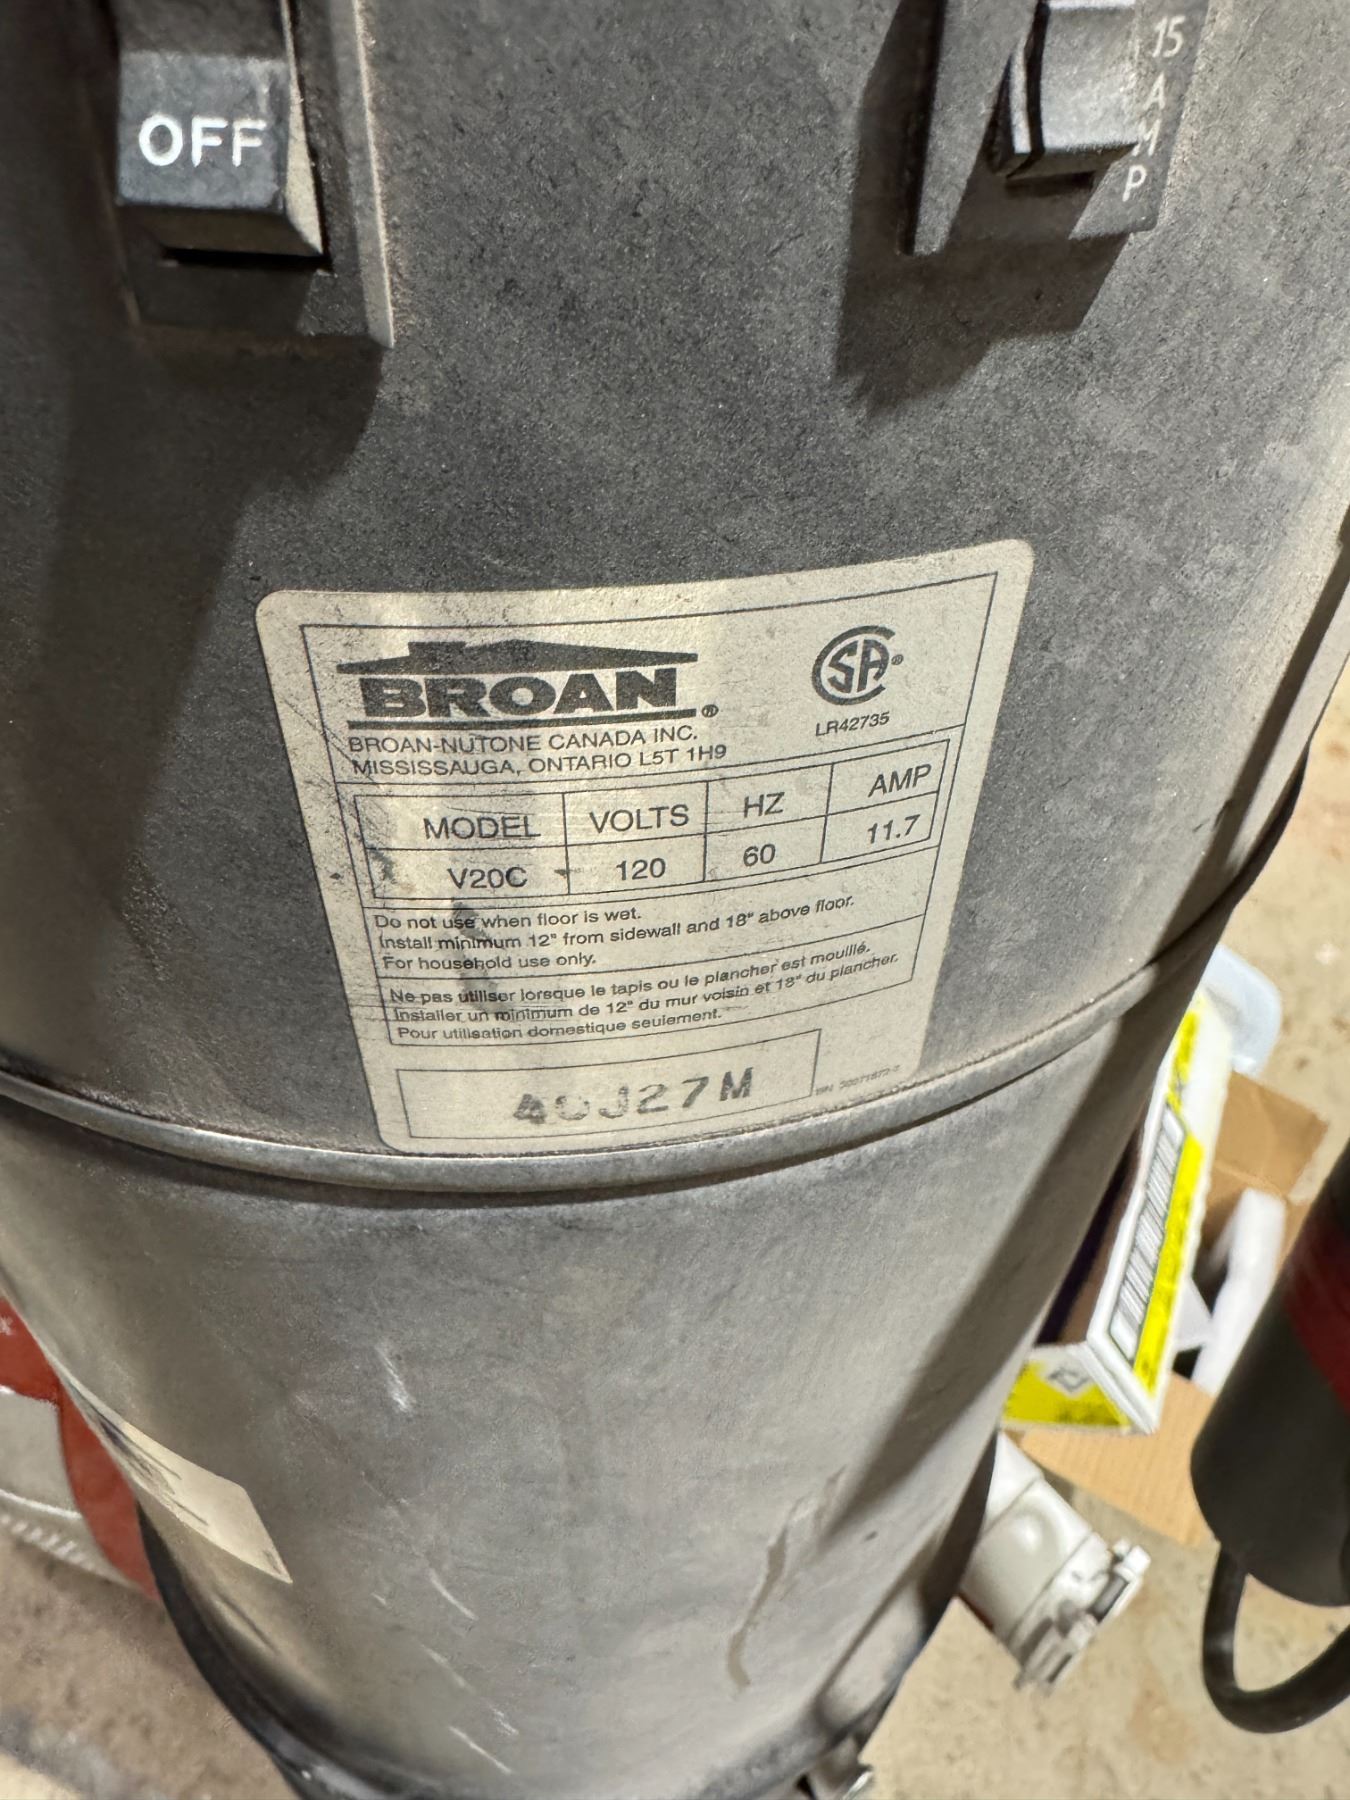 OFF
15
AMP
BROAN®
BROAN-NUTONE CANADA INC.
MISSISSAUGA, ONTARIO L5T 1H9
SA®
LR42735
MODEL VOLTS HZ AMP
V20C 120 60 11.7
Do not use when floor is wet.
Install minimum 12" from sidewall and 18" above floor.
For household use only.
Ne pas utiliser lorsque le tapis ou le plancher est mouillé.
Installer un minimum de 12" du mur voisin et 18" du plancher.
Pour utilisation domestique seulement.